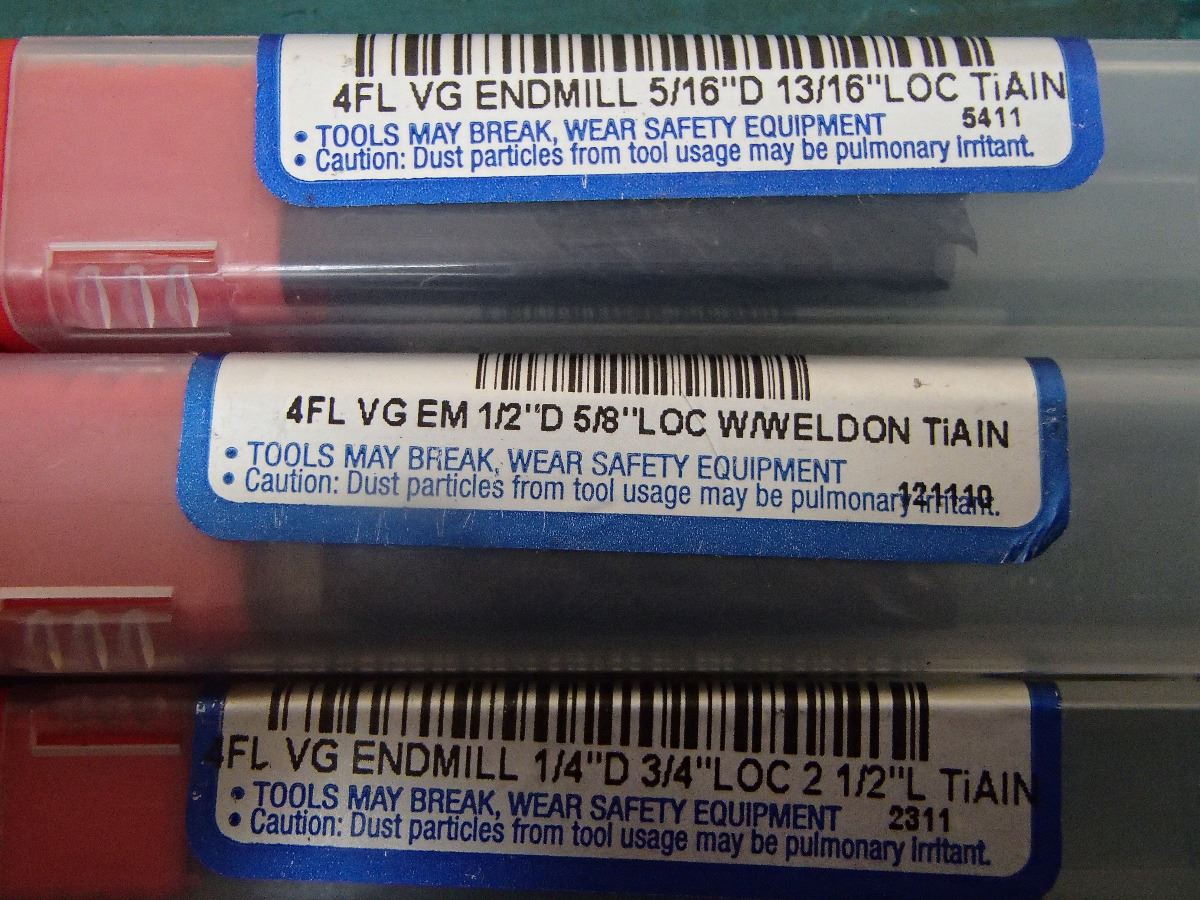 4FL VG ENDMILL 5/16"D 13/16"LOC TiAIN
5411
• TOOLS MAY BREAK, WEAR SAFETY EQUIPMENT
• Caution: Dust particles from tool usage may be pulmonary irritant.
4FL VG EM 1/2"D 5/8"LOC W/WELDON TiAIN
• TOOLS MAY BREAK, WEAR SAFETY EQUIPMENT
• Caution: Dust particles from tool usage may be pulmonary irritant.
121110
4FL VG ENDMILL 1/4"D 3/4"LOC 2 1/2"L TiAIN
• TOOLS MAY BREAK, WEAR SAFETY EQUIPMENT
2311
• Caution: Dust particles from tool usage may be pulmonary irritant.